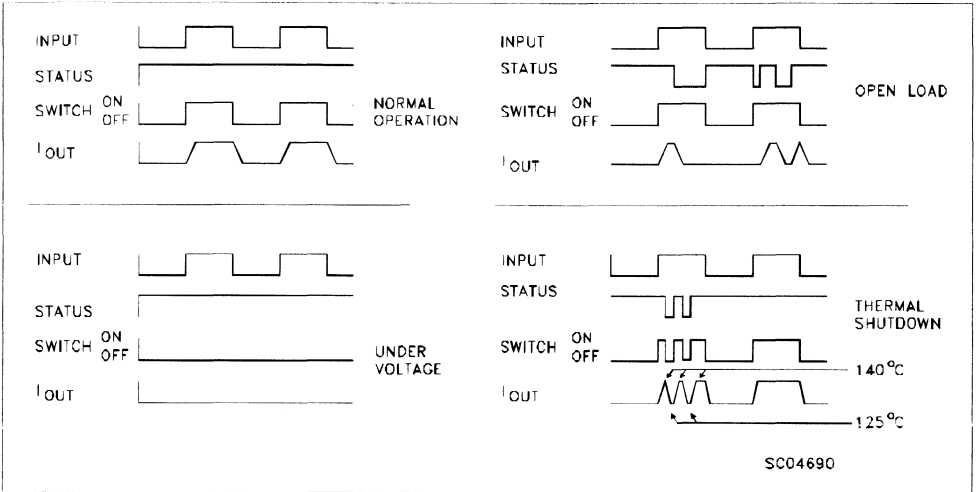 INPUT
STATUS
SWITCH ON
OFF
I OUT
NORMAL
OPERATION
INPUT
STATUS
SWITCH ON
OFF
I OUT
OPEN LOAD
INPUT
STATUS
SWITCH ON
OFF
I OUT
UNDER
VOLTAGE
INPUT
STATUS
SWITCH ON
OFF
I OUT
THERMAL
SHUTDOWN
140 °C
125 °C
SC04690